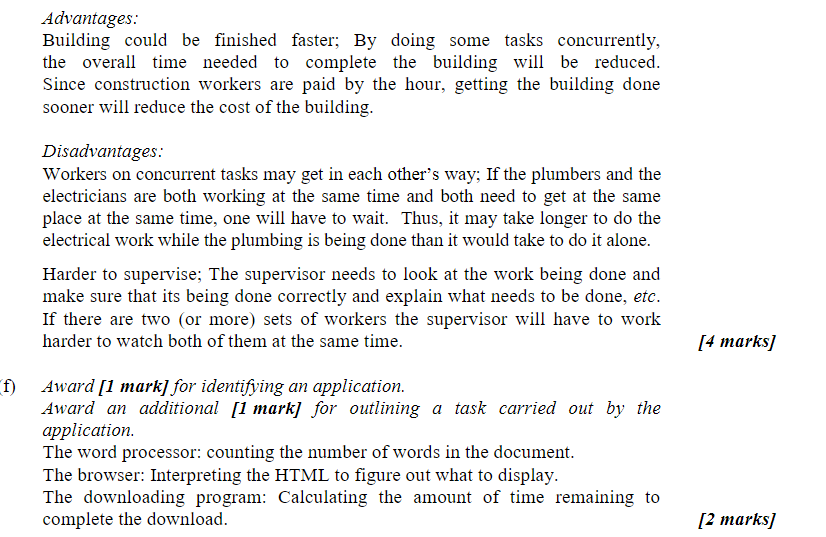 Advantages:
Building could be finished faster; By doing some tasks concurrently,
the overall time needed to complete the building will be reduced.
Since construction workers are paid by the hour, getting the building done
sooner will reduce the cost of the building.
Disadvantages:
Workers on concurrent tasks may get in each other's way; If the plumbers and the
electricians are both working at the same time and both need to get at the same
place at the same time, one will have to wait. Thus, it may take longer to do the
electrical work while the plumbing is being done than it would take to do it alone.
Harder to supervise; The supervisor needs to look at the work being done and
make sure that its being done correctly and explain what needs to be done, etc.
If there are two (or more) sets of workers the supervisor will have to work
harder to watch both of them at the same time. [4 marks]
(f) Award [1 mark] for identifying an application.
Award an additional [1 mark] for outlining a task carried out by the
application.
The word processor: counting the number of words in the document.
The browser: Interpreting the HTML to figure out what to display.
The downloading program: Calculating the amount of time remaining to
complete the download. [2 marks]